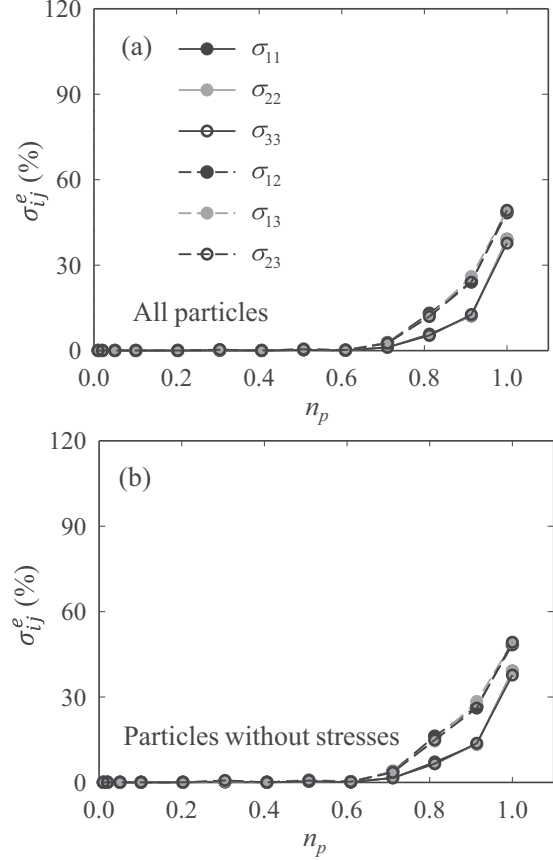 120
(a)
σ11
90
σ22
σ33
σ^e_ij (%)
60
σ12
σ13
30
σ23
All particles
0
0.0 0.2 0.4 0.6 0.8 1.0
n_p
120
(b)
90
σ^e_ij (%)
60
30
Particles without stresses
0
0.0 0.2 0.4 0.6 0.8 1.0
n_p